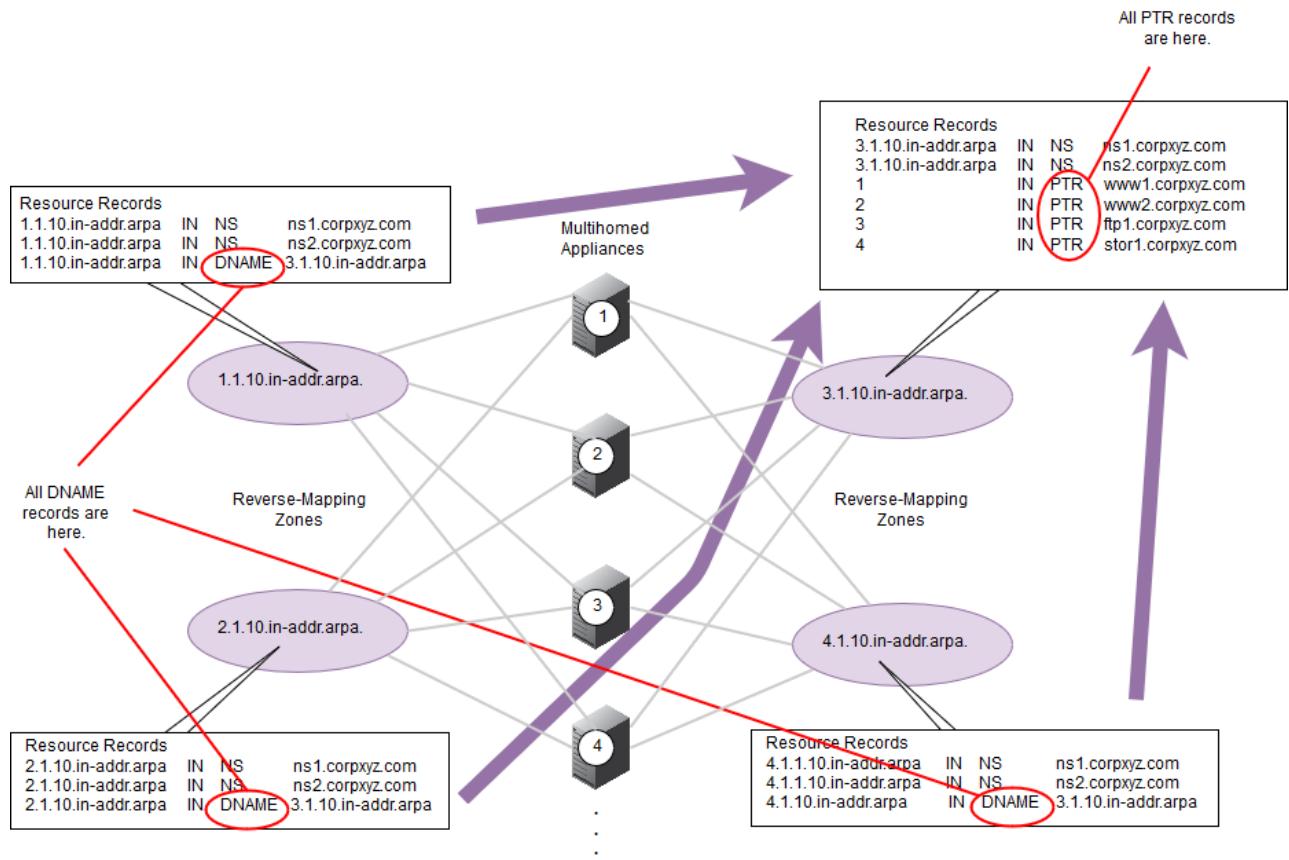 All PTR records
are here.
Resource Records
3.1.10.in-addr.arpa IN NS ns1.corpxyz.com
3.1.10.in-addr.arpa IN NS ns2.corpxyz.com
1 IN PTR www1.corpxyz.com
2 IN PTR www2.corpxyz.com
3 IN PTR ftp1.corpxyz.com
4 IN PTR stor1.corpxyz.com
Resource Records
1.1.10.in-addr.arpa IN NS ns1.corpxyz.com
1.1.10.in-addr.arpa IN NS ns2.corpxyz.com
1.1.10.in-addr.arpa IN DNAME 3.1.10.in-addr.arpa
Multihomed
Appliances
1
1.1.10.in-addr.arpa.
3.1.10.in-addr.arpa.
2
All DNAME
records are
here.
Reverse-Mapping
Zones
Reverse-Mapping
Zones
3
2.1.10.in-addr.arpa.
4.1.10.in-addr.arpa.
4
Resource Records
2.1.10.in-addr.arpa IN NS ns1.corpxyz.com
2.1.10.in-addr.arpa IN NS ns2.corpxyz.com
2.1.10.in-addr.arpa IN DNAME 3.1.10.in-addr.arpa
Resource Records
4.1.1.10.in-addr.arpa IN NS ns1.corpxyz.com
4.1.1.10.in-addr.arpa IN NS ns2.corpxyz.com
4.1.10.in-addr.arpa IN DNAME 3.1.10.in-addr.arpa